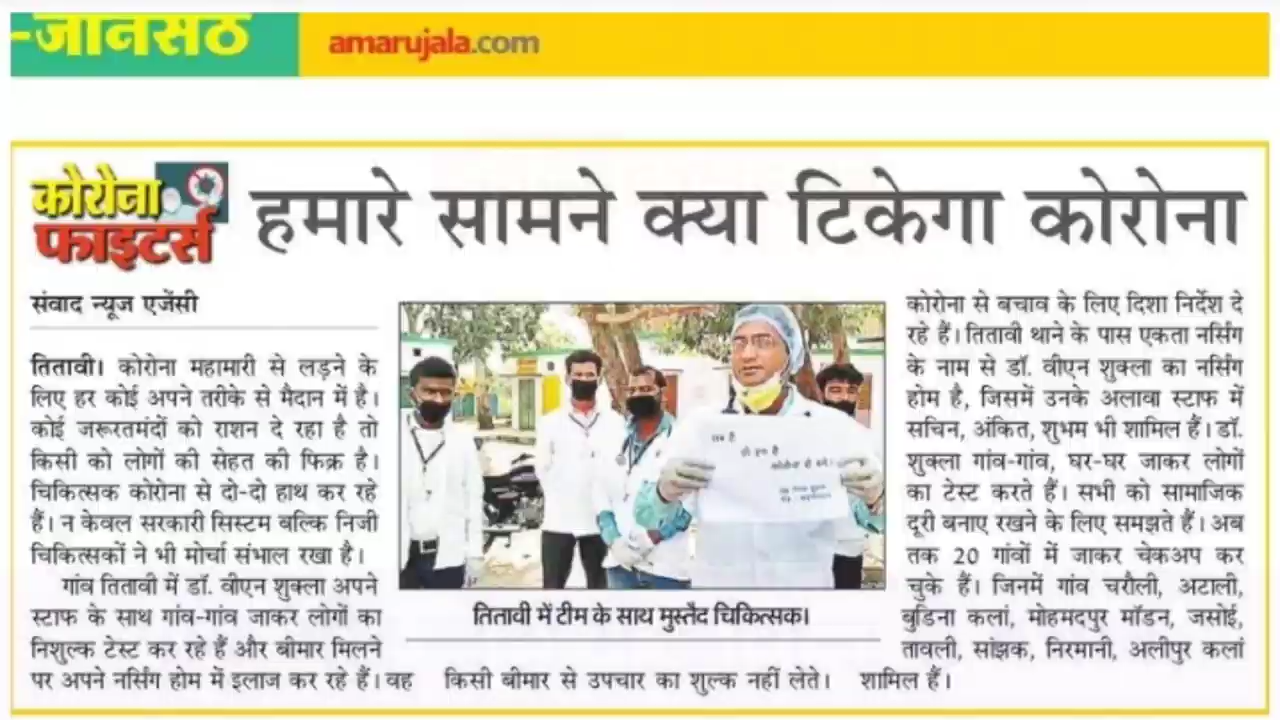 -जानसठ
amarujala.com
कोरोना
फाइटर्स
हमारे सामने क्या टिकेगा कोरोना
संवाद न्यूज एजेंसी
तितावी। कोरोना महामारी से लड़ने के
लिए हर कोई अपने तरीके से मैदान में है।
कोई जरूरतमंदों को राशन दे रहा है तो
किसी को लोगों की सेहत की फिक्र है।
चिकित्सक कोरोना से दो-दो हाथ कर रहे
हैं। न केवल सरकारी सिस्टम बल्कि निजी
चिकित्सकों ने भी मोर्चा संभाल रखा है।
गांव तितावी में डॉ. वीएन शुक्ला अपने
स्टाफ के साथ गांव-गांव जाकर लोगों का
निशुल्क टेस्ट कर रहे हैं और बीमार मिलने
पर अपने नर्सिंग होम में इलाज कर रहे हैं। वह
तितावी में टीम के साथ मुस्तैद चिकित्सक।
किसी बीमार से उपचार का शुल्क नहीं लेते।
कोरोना से बचाव के लिए दिशा निर्देश दे
रहे हैं। तितावी थाने के पास एकता नर्सिंग
के नाम से डॉ. वीएन शुक्ला का नर्सिंग
होम है, जिसमें उनके अलावा स्टाफ में
सचिन, अंकित, शुभम भी शामिल हैं। डॉ.
शुक्ला गांव-गांव, घर-घर जाकर लोगों
का टेस्ट करते हैं। सभी को सामाजिक
दूरी बनाए रखने के लिए समझते हैं। अब
तक 20 गांवों में जाकर चेकअप कर
चुके हैं। जिनमें गांव चरौली, अटाली,
बुडिना कलां, मोहमदपुर मॉडन, जसोई,
तावली, सांझक, निरमानी, अलीपुर कलां
शामिल हैं।